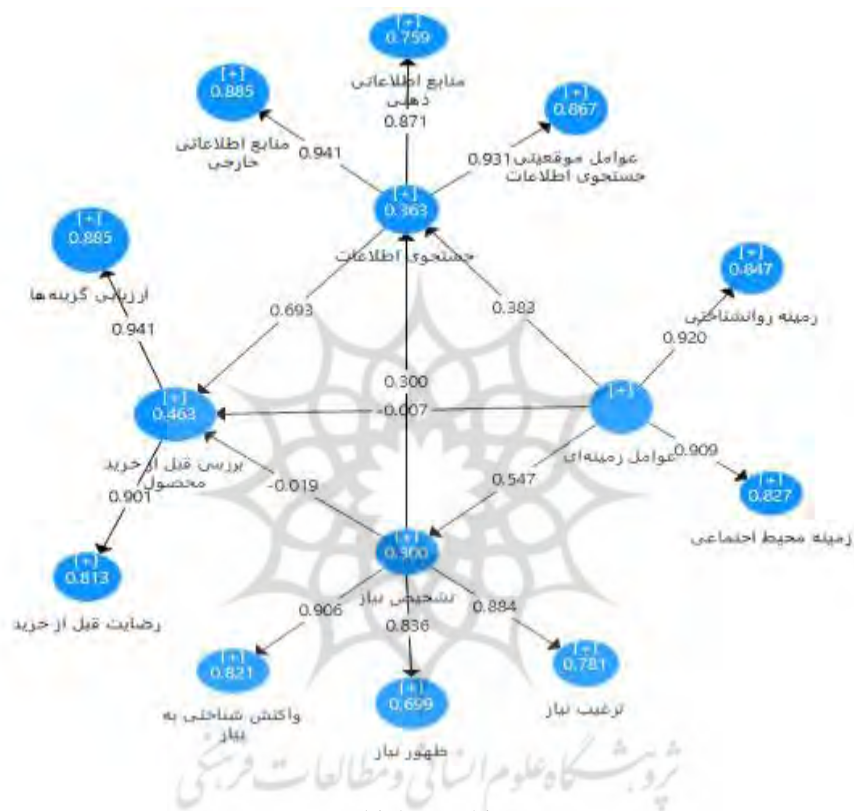 [+]
0.759
منابع اطلاعاتی
ذهنی
[+]
0.885
منابع اطلاعاتی
خارجی
[+]
0.867
عوامل موقعیتی
جستجوی اطلاعات
0.871
0.941
0.931
[+]
0.363
جستجوی اطلاعات
[+]
0.885
ارزیابی گزینه‌ها
[+]
0.847
زمینه روانشناختی
0.693
0.383
0.941
0.920
0.300
-0.007
[+]
0.463
بررسی قبل از خرید
محصول
[+]
عوامل زمینه‌ای
0.901
-0.019
0.547
0.909
[+]
0.827
زمینه محیط اجتماعی
[+]
0.300
تشخیص نیاز
[+]
0.813
رضایت قبل از خرید
0.906
0.836
0.884
[+]
0.821
واکنش شناختی به
نیاز
[+]
0.699
ظهور نیاز
[+]
0.781
ترغیب نیاز
پژوهشگاه علوم انسانی و مطالعات فرهنگی